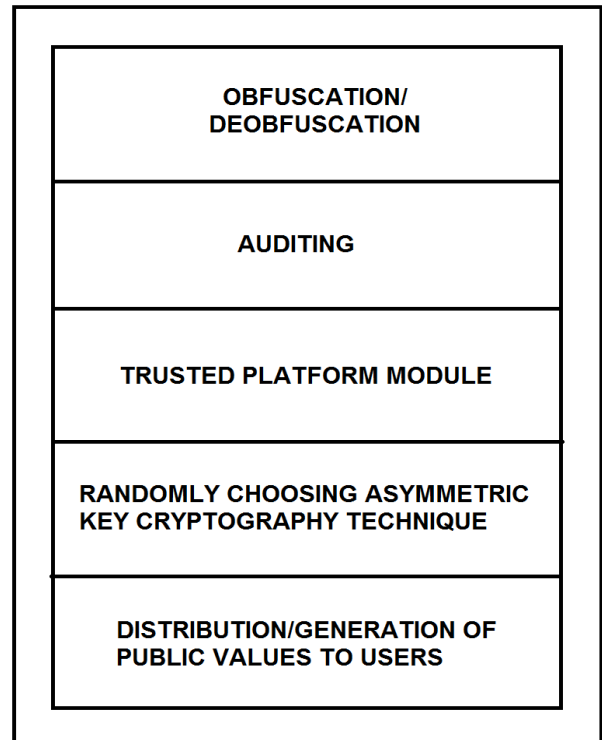 OBFUSCATION/
DEOBFUSCATION
AUDITING
TRUSTED PLATFORM MODULE
RANDOMLY CHOOSING ASYMMETRIC
KEY CRYPTOGRAPHY TECHNIQUE
DISTRIBUTION/GENERATION OF
PUBLIC VALUES TO USERS